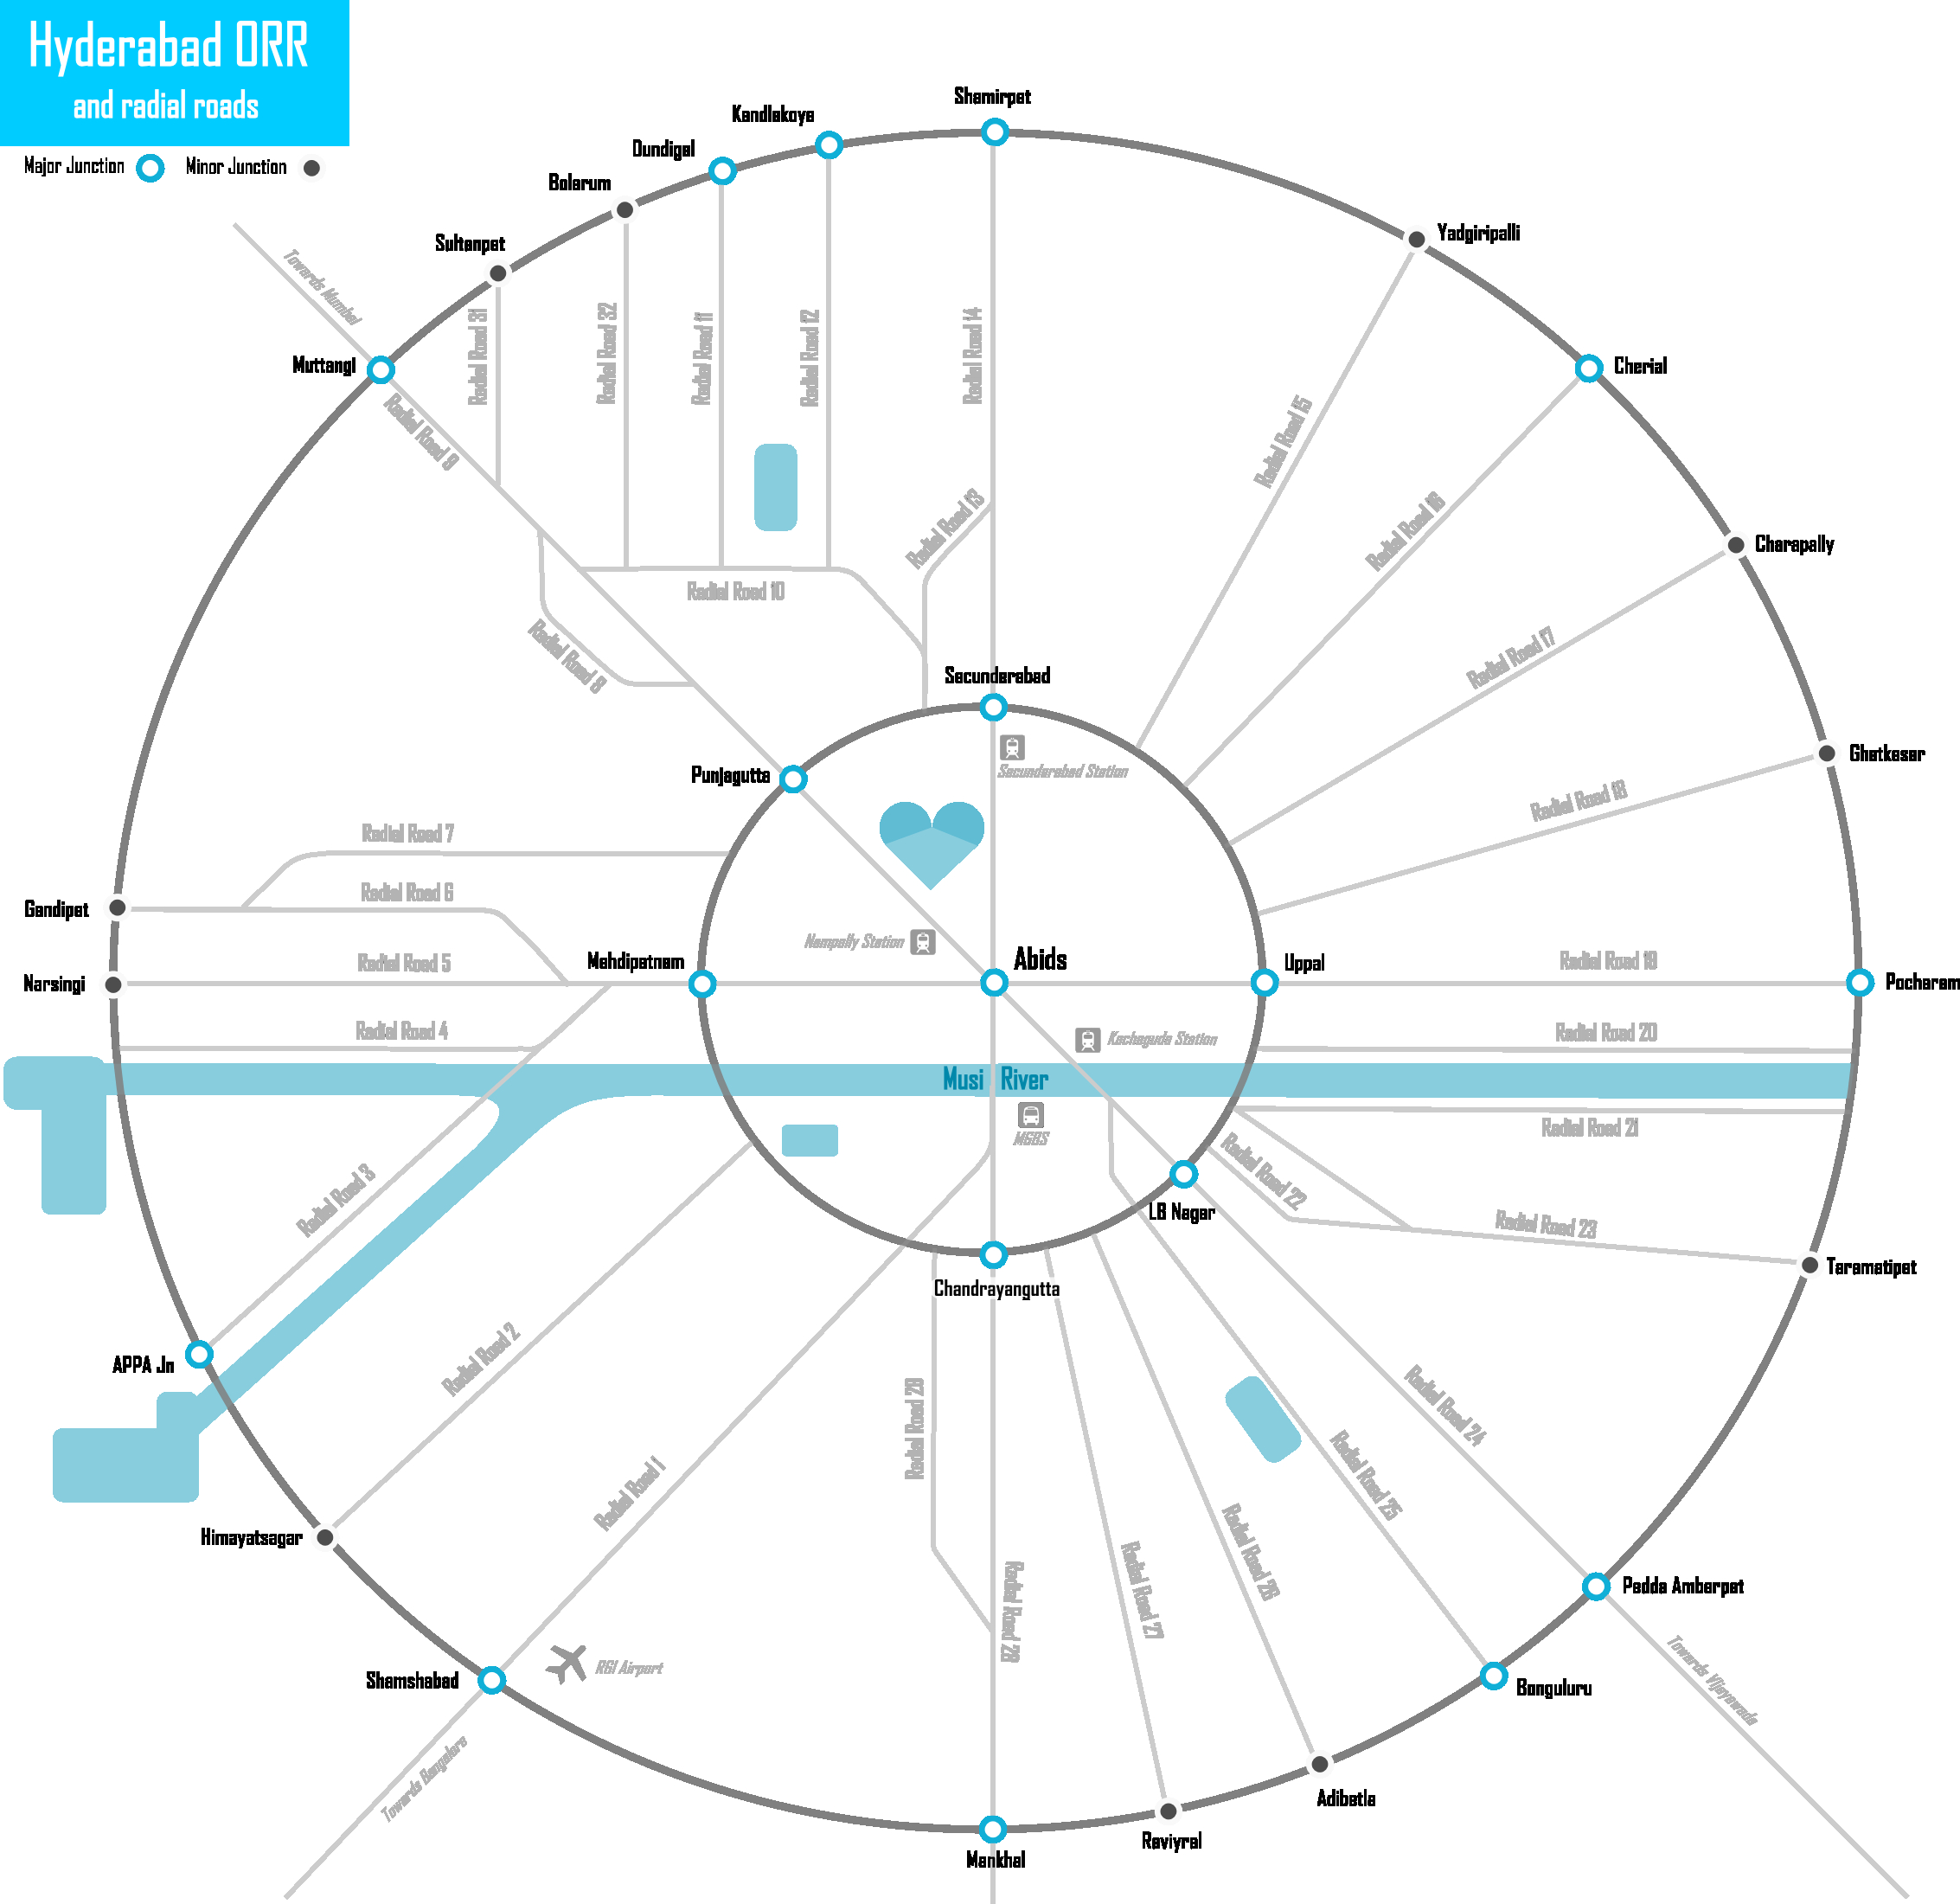 Hyderabad ORR
and radial roads
Major Junction
Minor Junction
Shamirpet
Kandlakoya
Dundigal
Bolarum
Sultanpet
Yadgiripalli
Towards Mumbai
Muttangi
Cherial
Radial Road 31
Radial Road 32
Radial Road 11
Radial Road 12
Radial Road 14
Radial Road 15
Radial Road 9
Radial Road 13
Radial Road 16
Charapally
Radial Road 10
Radial Road 8
Radial Road 17
Secunderabad
Ghatkesar
Secunderabad Station
Punjagutta
Radial Road 18
Radial Road 7
Radial Road 6
Gandipet
Nampally Station
Abids
Radial Road 5
Mehdipatnam
Uppal
Radial Road 19
Narsingi
Pocharam
Radial Road 4
Kachaguda Station
Radial Road 20
Musi River
MGBS
Radial Road 21
Radial Road 3
Radial Road 22
LB Nagar
Radial Road 23
Taramatipet
Chandrayangutta
APPA Jn
Radial Road 2
Radial Road 28
Radial Road 24
Radial Road 1
Radial Road 25
Himayatsagar
Radial Road 26
Radial Road 27
Radial Road 29
Pedda Amberpet
RGI Airport
Shamshabad
Bonguluru
Towards Vijayawada
Towards Bangalore
Adibatla
Raviyral
Mankhal